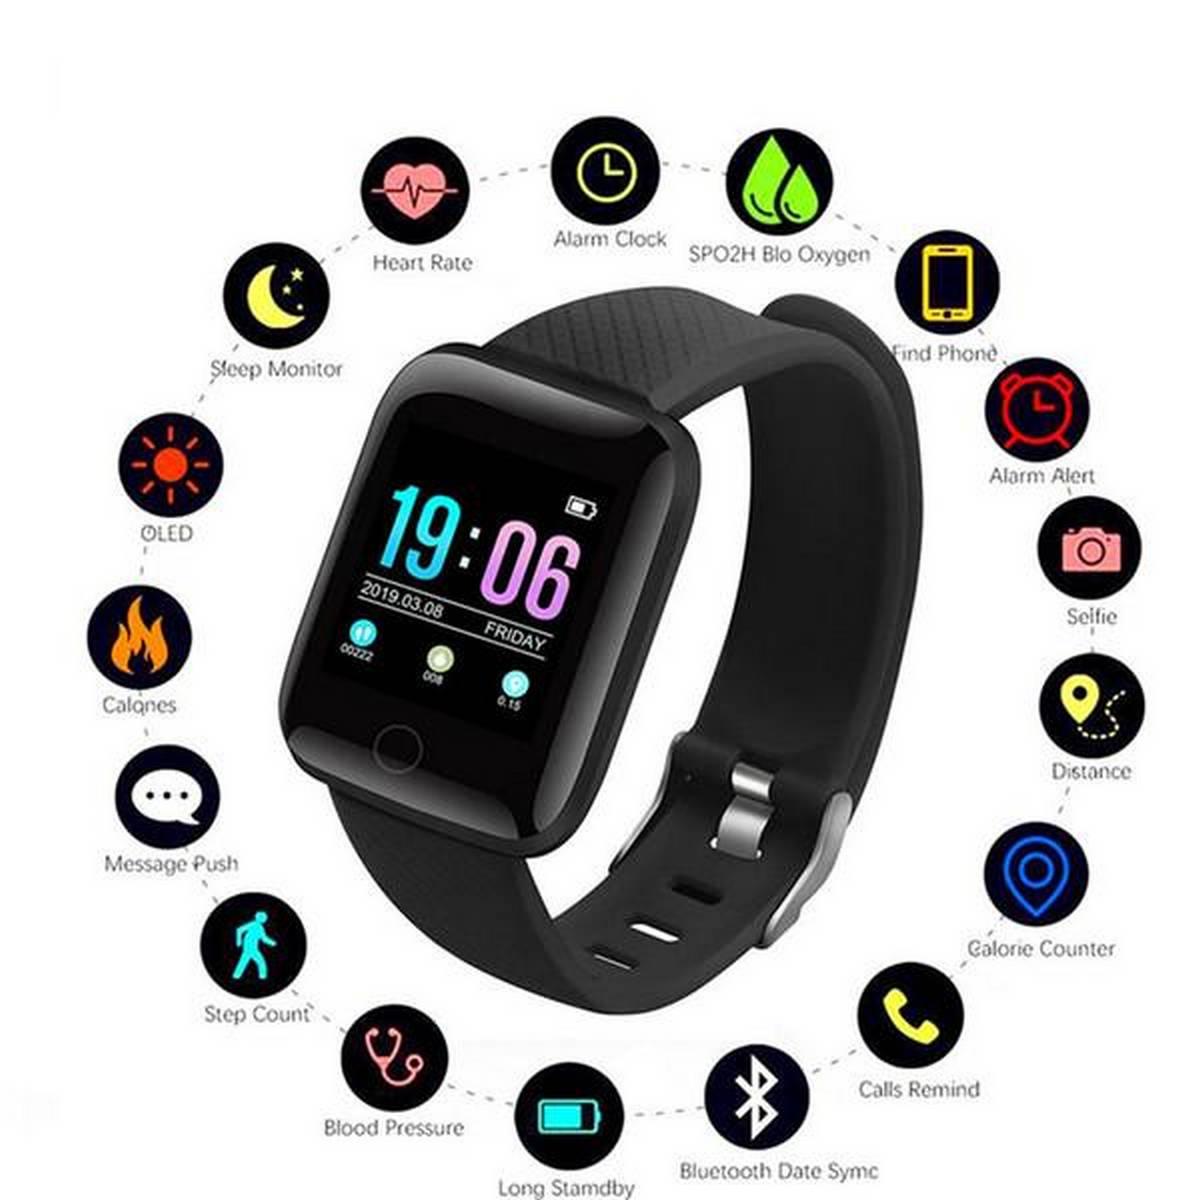 Alarm Clock
SPO2H Blo Oxygen
Heart Rate
Find Phone
Sleep Monitor
Alarm Alert
OLED
Selfie
Calories
Distance
Message Push
Calorie Counter
Step Count
Calls Remind
Blood Pressure
Bluetooth Date Symc
Long Stamdby
19:06
2019.03.08
FRIDAY
00222
008
0.15